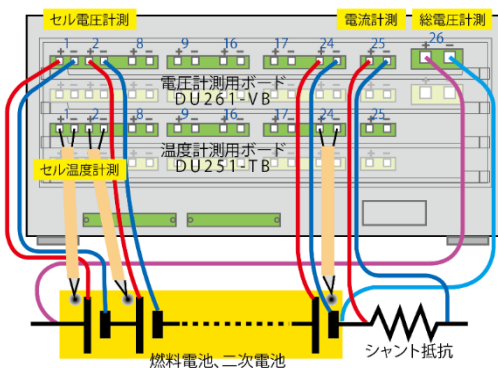 セル電圧計測
電流計測
総電圧計測
1 2 8 9 16 17 24 25 26
+ - + - + - + - + -
電圧計測用ボード
DU261-VB
1 2 8 9 16 17 24 25
温度計測用ボード
DU251-TB
セル温度計測
燃料電池、二次電池
シャント抵抗